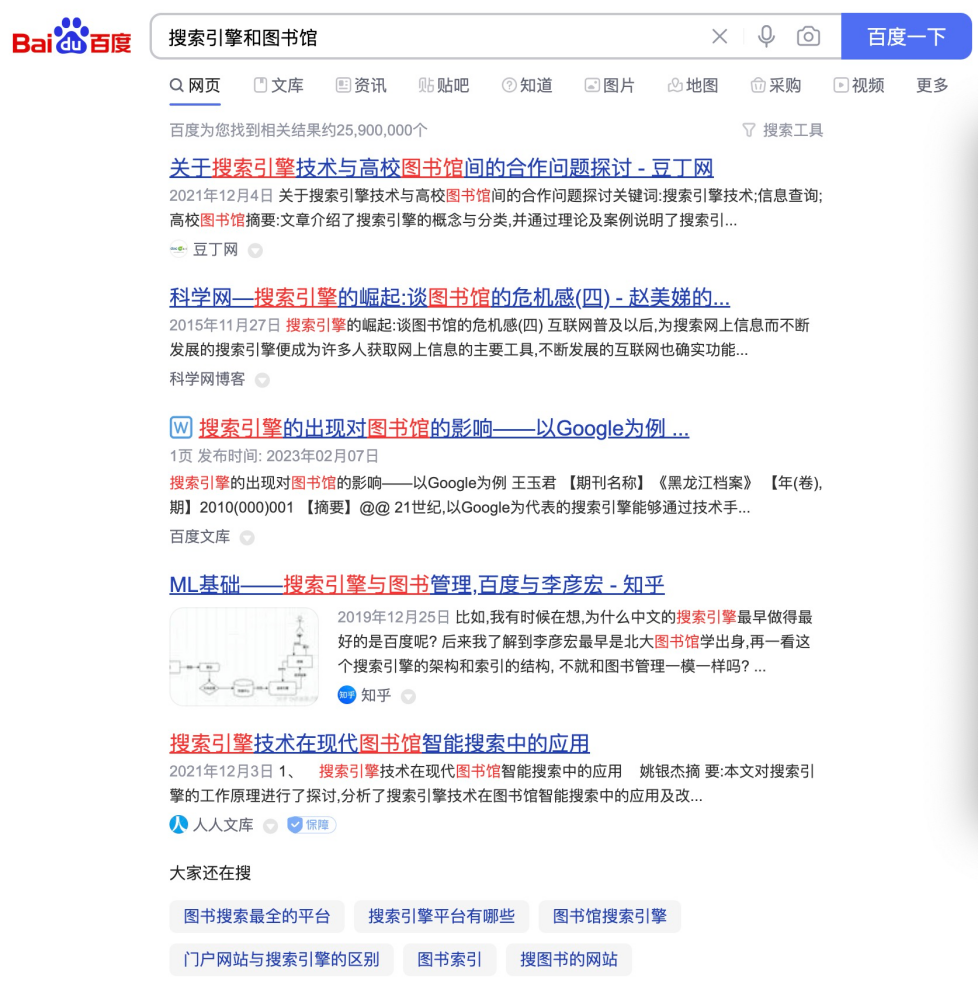 Bai du 百度
搜索引擎和图书馆
百度一下
网页 文库 资讯 贴吧 知道 图片 地图 采购 视频 更多
百度为您找到相关结果约25,900,000个 搜索工具
关于搜索引擎技术与高校图书馆间的合作问题探讨 - 豆丁网
2021年12月4日 关于搜索引擎技术与高校图书馆间的合作问题探讨关键词:搜索引擎技术;信息查询;
高校图书馆摘要:文章介绍了搜索引擎的概念与分类,并通过理论及案例说明了搜索引...
豆丁网
科学网—搜索引擎的崛起:谈图书馆的危机感(四) - 赵美娣的...
2015年11月27日 搜索引擎的崛起:谈图书馆的危机感(四) 互联网普及以后,为搜索网上信息而不断
发展的搜索引擎便成为许多人获取网上信息的主要工具,不断发展的互联网也确实功能...
科学网博客
W 搜索引擎的出现对图书馆的影响——以Google为例 ...
1页 发布时间: 2023年02月07日
搜索引擎的出现对图书馆的影响——以Google为例 王玉君 【期刊名称】《黑龙江档案》 【年(卷),
期】2010(000)001 【摘要】@@ 21世纪,以Google为代表的搜索引擎能够通过技术手...
百度文库
ML基础——搜索引擎与图书管理,百度与李彦宏 - 知乎
2019年12月25日 比如,我有时候在想,为什么中文的搜索引擎最早做得最
好的是百度呢? 后来我了解到李彦宏最早是北大图书馆学出身,再一看这
个搜索引擎的架构和索引的结构, 不就和图书管理一模一样吗? ...
知乎 知乎
搜索引擎技术在现代图书馆智能搜索中的应用
2021年12月3日 1、 搜索引擎技术在现代图书馆智能搜索中的应用 姚银杰摘 要:本文对搜索引
擎的工作原理进行了探讨,分析了搜索引擎技术在图书馆智能搜索中的应用及改...
人人文库 保障
大家还在搜
图书搜索最全的平台 搜索引擎平台有哪些 图书馆搜索引擎
门户网站与搜索引擎的区别 图书索引 搜图书的网站